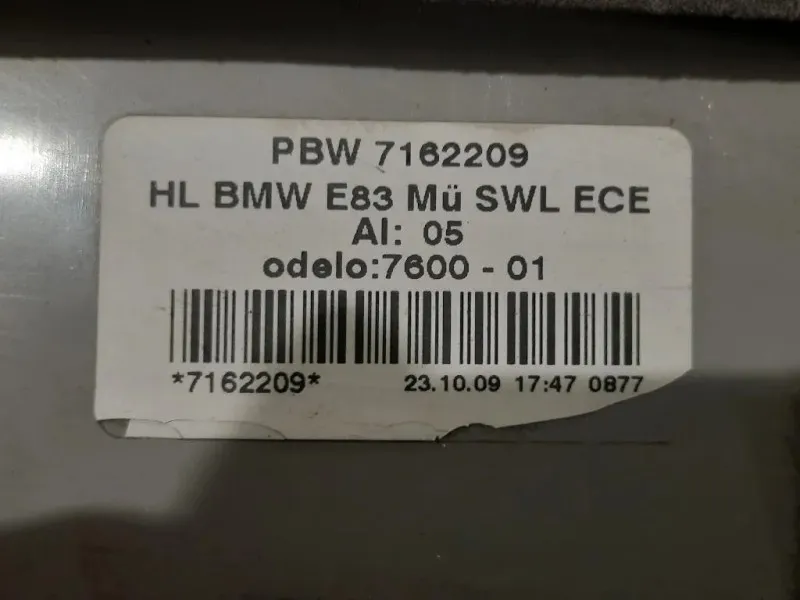 PBW 7162209
HL BMW E83 Mü SWL ECE
AI: 05
odelo:7600 - 01
*7162209* 23.10.09 17:47 0877